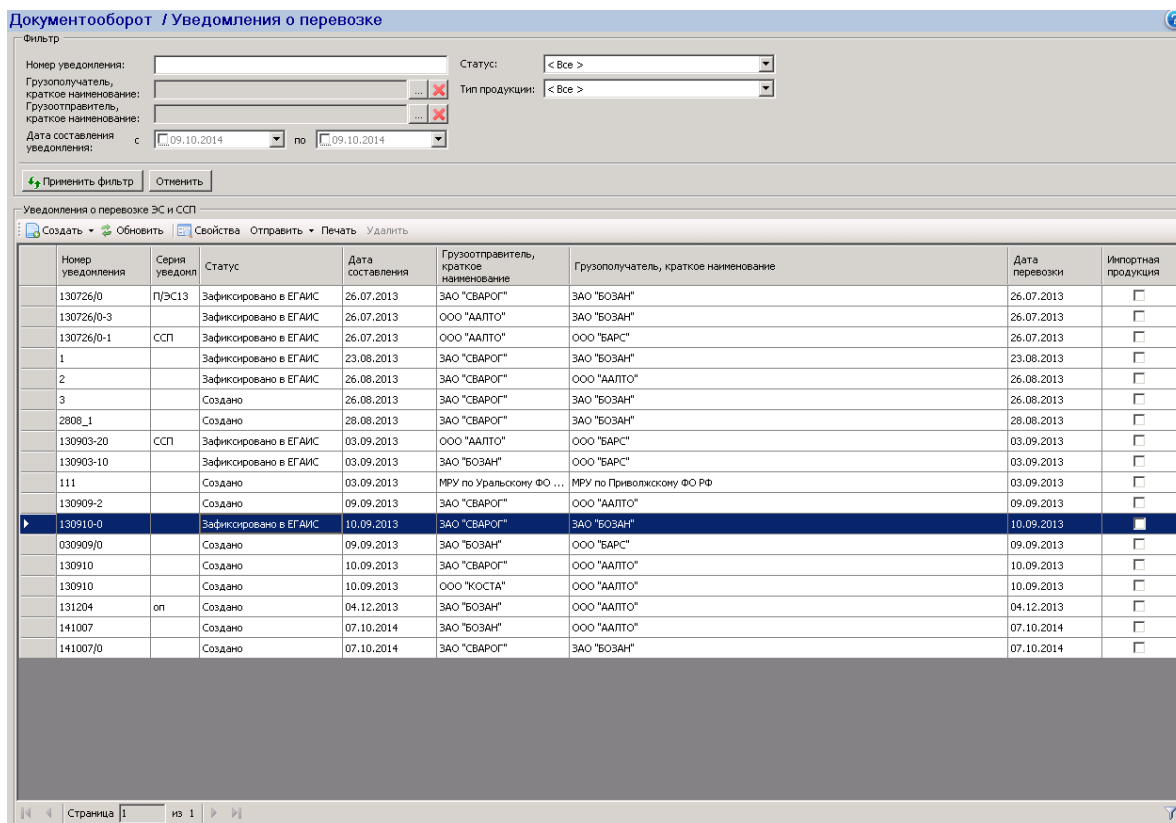 Документооборот / Уведомления о перевозке
Фильтр
Номер уведомления: Статус: < Все >
Грузополучатель,
краткое наименование: ... Тип продукции: < Все >
Грузоотправитель,
краткое наименование: ...
Дата составления
уведомления: с 09.10.2014 по 09.10.2014
Применить фильтр Отменить
Уведомления о перевозке ЭС и ССП
Создать Обновить Свойства Отправить Печать Удалить
Номер уведомления Серия уведомл Статус Дата составления Грузоотправитель, краткое наименование Грузополучатель, краткое наименование Дата перевозки Импортная продукция
130726/0 П/ЭС13 Зафиксировано в ЕГАИС 26.07.2013 ЗАО "СВАРОГ" ЗАО "БОЗАН" 26.07.2013
130726/0-3 Зафиксировано в ЕГАИС 26.07.2013 ООО "ААЛТО" ЗАО "БОЗАН" 26.07.2013
130726/0-1 ССП Зафиксировано в ЕГАИС 26.07.2013 ООО "ААЛТО" ООО "БАРС" 26.07.2013
1 Зафиксировано в ЕГАИС 23.08.2013 ЗАО "СВАРОГ" ЗАО "БОЗАН" 23.08.2013
2 Зафиксировано в ЕГАИС 26.08.2013 ЗАО "СВАРОГ" ООО "ААЛТО" 26.08.2013
3 Создано 26.08.2013 ЗАО "СВАРОГ" ЗАО "БОЗАН" 26.08.2013
2808_1 Создано 28.08.2013 ЗАО "СВАРОГ" ЗАО "БОЗАН" 28.08.2013
130903-20 ССП Зафиксировано в ЕГАИС 03.09.2013 ООО "ААЛТО" ООО "БАРС" 03.09.2013
130903-10 Зафиксировано в ЕГАИС 03.09.2013 ЗАО "БОЗАН" ООО "БАРС" 03.09.2013
111 Создано 03.09.2013 МРУ по Уральскому ФО ... МРУ по Приволжскому ФО РФ 03.09.2013
130909-2 Создано 09.09.2013 ЗАО "СВАРОГ" ООО "ААЛТО" 09.09.2013
130910-0 Зафиксировано в ЕГАИС 10.09.2013 ЗАО "СВАРОГ" ЗАО "БОЗАН" 10.09.2013
030909/0 Создано 09.09.2013 ЗАО "БОЗАН" ООО "БАРС" 09.09.2013
130910 Создано 10.09.2013 ЗАО "СВАРОГ" ООО "ААЛТО" 10.09.2013
130910 Создано 10.09.2013 ООО "КОСТА" ООО "ААЛТО" 10.09.2013
131204 оп Создано 04.12.2013 ЗАО "БОЗАН" ООО "ААЛТО" 04.12.2013
141007 Создано 07.10.2014 ЗАО "БОЗАН" ООО "ААЛТО" 07.10.2014
141007/0 Создано 07.10.2014 ЗАО "СВАРОГ" ЗАО "БОЗАН" 07.10.2014
Страница 1 из 1